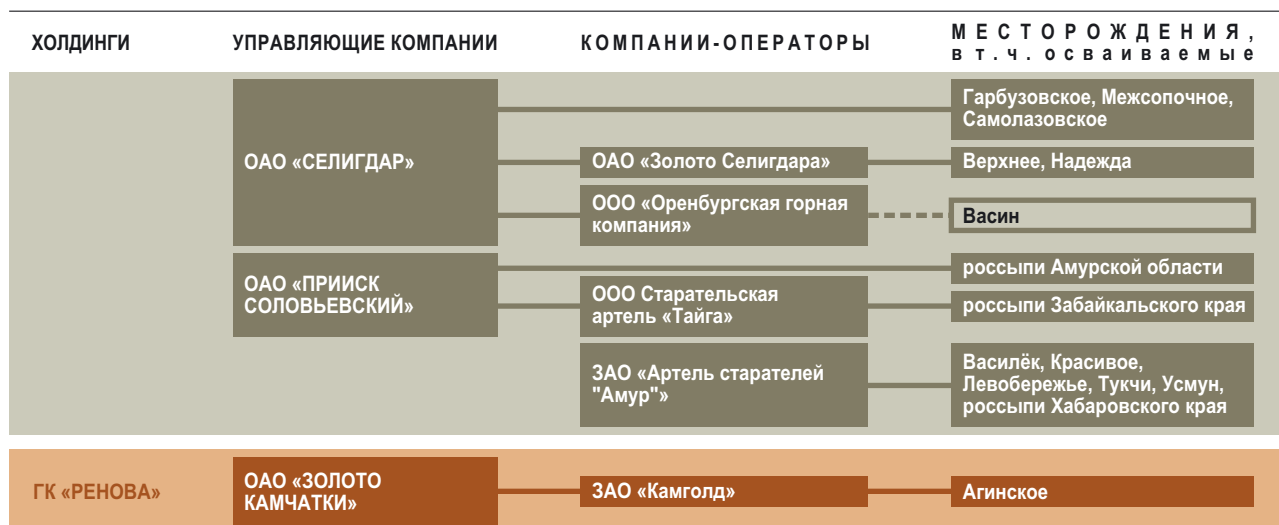 ХОЛДИНГИ
УПРАВЛЯЮЩИЕ КОМПАНИИ
КОМПАНИИ-ОПЕРАТОРЫ
МЕСТОРОЖДЕНИЯ,
в т.ч. осваиваемые
ОАО «СЕЛИГДАР»
Гарбузовское, Межсопочное,
Самолазовское
ОАО «Золото Селигдара»
Верхнее, Надежда
ООО «Оренбургская горная
компания»
Васин
ОАО «ПРИИСК
СОЛОВЬЕВСКИЙ»
россыпи Амурской области
ООО Старательская
артель «Тайга»
россыпи Забайкальского края
ЗАО «Артель старателей
"Амур"»
Василёк, Красивое,
Левобережье, Тукчи, Усмун,
россыпи Хабаровского края
ГК «РЕНОВА»
ОАО «ЗОЛОТО
КАМЧАТКИ»
ЗАО «Камголд»
Агинское